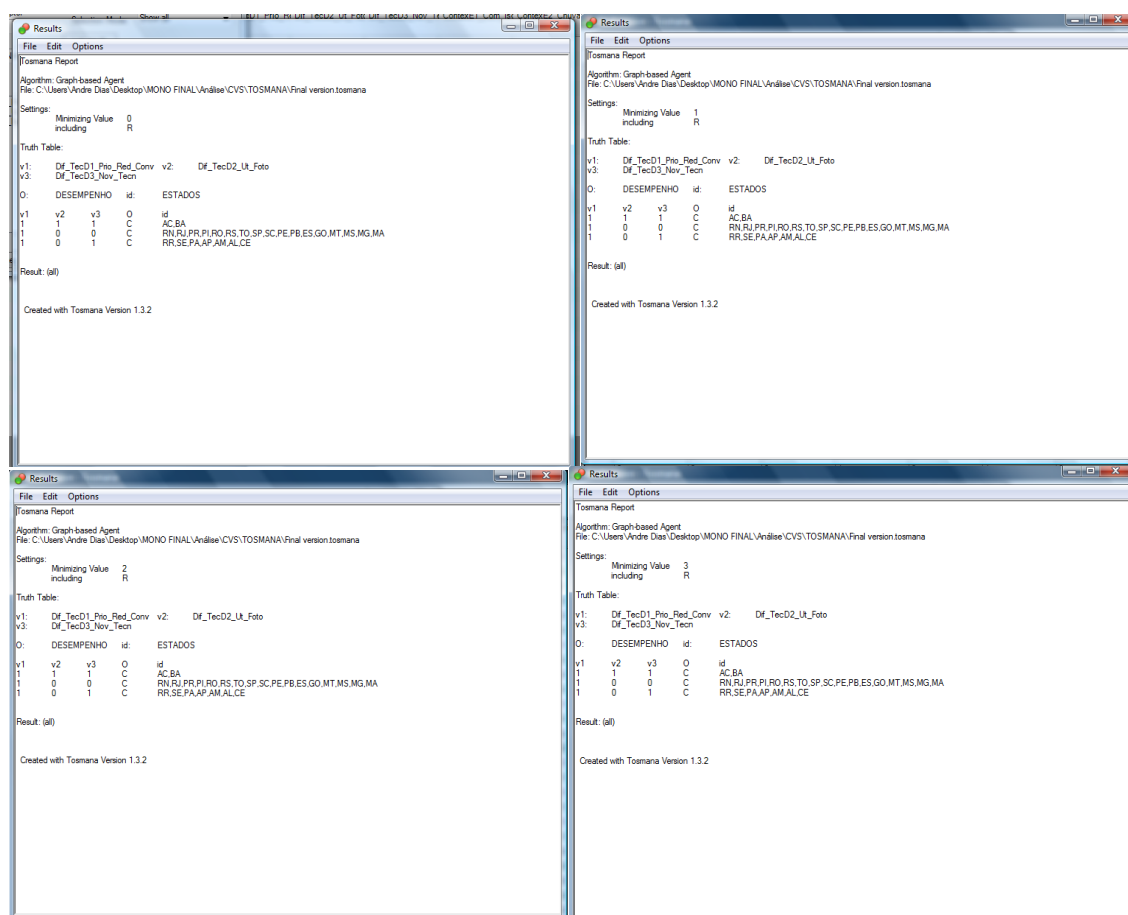 Results
File Edit Options
Tosmana Report
Algorithm: Graph-based Agent
File: C:\Users\Andre Dias\Desktop\MONO FINAL\Análise\CVS\TOSMANA\Final version.tosmana
Settings:
Minimizing Value 0
including R
Truth Table:
v1: Dif_TecD1_Prio_Red_Conv v2: Dif_TecD2_Ut_Foto
v3: Dif_TecD3_Nov_Tecn
O: DESEMPENHO id: ESTADOS
v1 v2 v3 O id
1 1 1 C AC,BA
1 0 0 C RN,RJ,PR,PI,RO,RS,TO,SP,SC,PE,PB,ES,GO,MT,MS,MG,MA
1 0 1 C RR,SE,PA,AP,AM,AL,CE
Result: (all)
Created with Tosmana Version 1.3.2
Results
File Edit Options
Tosmana Report
Algorithm: Graph-based Agent
File: C:\Users\Andre Dias\Desktop\MONO FINAL\Análise\CVS\TOSMANA\Final version.tosmana
Settings:
Minimizing Value 1
including R
Truth Table:
v1: Dif_TecD1_Prio_Red_Conv v2: Dif_TecD2_Ut_Foto
v3: Dif_TecD3_Nov_Tecn
O: DESEMPENHO id: ESTADOS
v1 v2 v3 O id
1 1 1 C AC,BA
1 0 0 C RN,RJ,PR,PI,RO,RS,TO,SP,SC,PE,PB,ES,GO,MT,MS,MG,MA
1 0 1 C RR,SE,PA,AP,AM,AL,CE
Result: (all)
Created with Tosmana Version 1.3.2
Results
File Edit Options
Tosmana Report
Algorithm: Graph-based Agent
File: C:\Users\Andre Dias\Desktop\MONO FINAL\Análise\CVS\TOSMANA\Final version.tosmana
Settings:
Minimizing Value 2
including R
Truth Table:
v1: Dif_TecD1_Prio_Red_Conv v2: Dif_TecD2_Ut_Foto
v3: Dif_TecD3_Nov_Tecn
O: DESEMPENHO id: ESTADOS
v1 v2 v3 O id
1 1 1 C AC,BA
1 0 0 C RN,RJ,PR,PI,RO,RS,TO,SP,SC,PE,PB,ES,GO,MT,MS,MG,MA
1 0 1 C RR,SE,PA,AP,AM,AL,CE
Result: (all)
Created with Tosmana Version 1.3.2
Results
File Edit Options
Tosmana Report
Algorithm: Graph-based Agent
File: C:\Users\Andre Dias\Desktop\MONO FINAL\Análise\CVS\TOSMANA\Final version.tosmana
Settings:
Minimizing Value 3
including R
Truth Table:
v1: Dif_TecD1_Prio_Red_Conv v2: Dif_TecD2_Ut_Foto
v3: Dif_TecD3_Nov_Tecn
O: DESEMPENHO id: ESTADOS
v1 v2 v3 O id
1 1 1 C AC,BA
1 0 0 C RN,RJ,PR,PI,RO,RS,TO,SP,SC,PE,PB,ES,GO,MT,MS,MG,MA
1 0 1 C RR,SE,PA,AP,AM,AL,CE
Result: (all)
Created with Tosmana Version 1.3.2